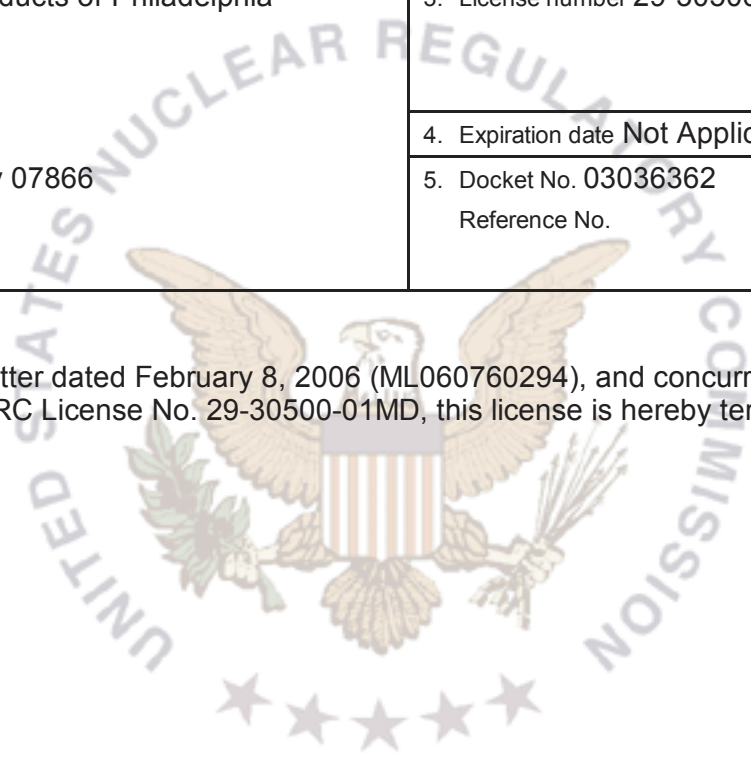 ducts of Philadelphia
3. License number 29-30500
4. Expiration date Not Applic
y 07866
5. Docket No. 03036362
Reference No.
tter dated February 8, 2006 (ML060760294), and concurr
RC License No. 29-30500-01MD, this license is hereby ter
UNITED STATES NUCLEAR REGULATORY COMMISSION